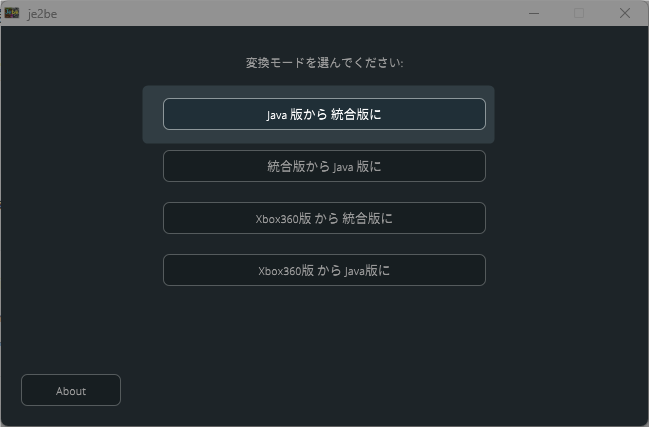 je2be
変換モードを選んでください:
Java 版から 統合版に
統合版から Java 版に
Xbox360版 から 統合版に
Xbox360版 から Java版に
About